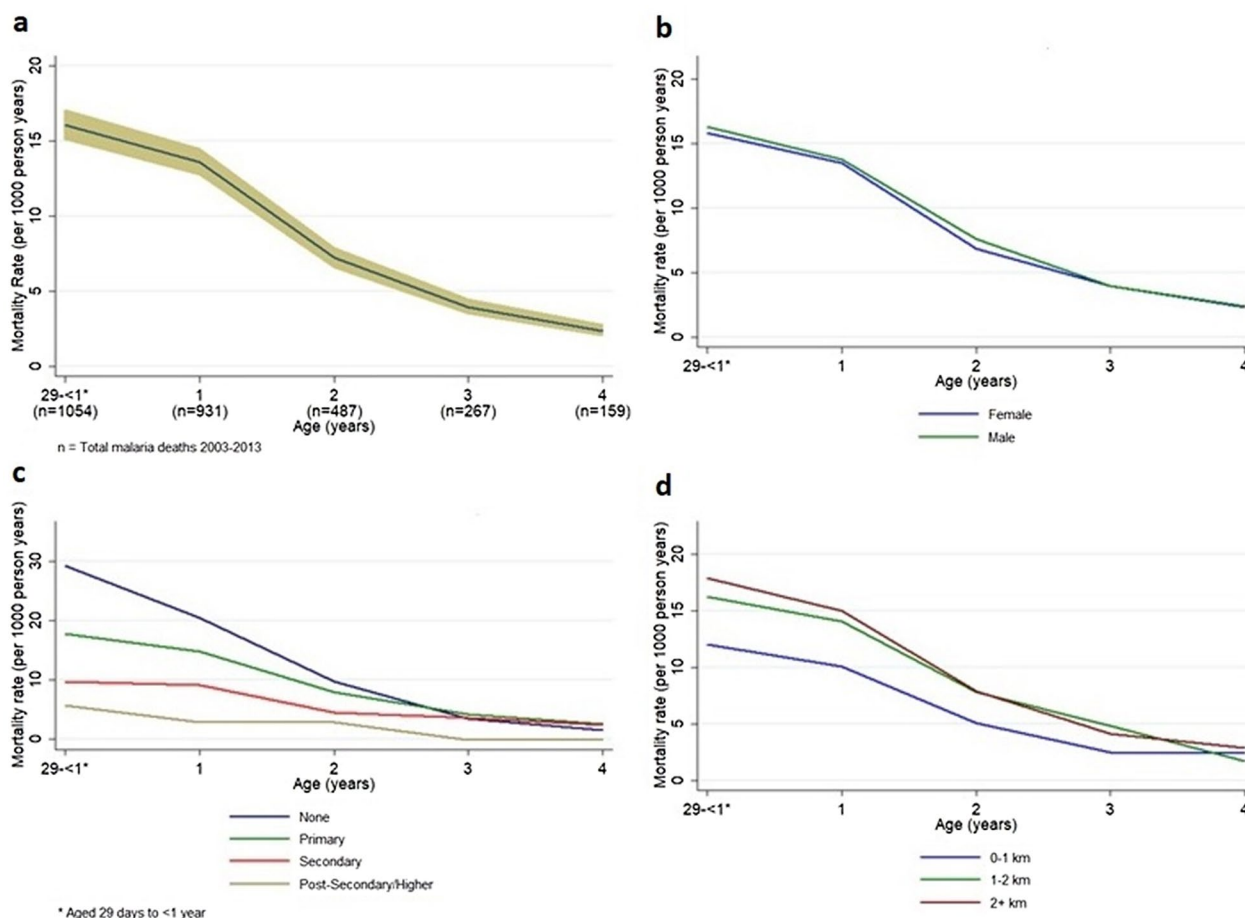 a
Mortality Rate (per 1000 person years)
20
15
10
5
0
29-<1* 1 2 3 4
(n=1054) (n=931) (n=487) (n=267) (n=159)
Age (years)
n = Total malaria deaths 2003-2013
b
Mortality rate (per 1000 person years)
20
15
10
5
0
29-<1* 1 2 3 4
Age (years)
Female
Male
c
Mortality rate (per 1000 person years)
30
20
10
0
29-<1* 1 2 3 4
Age (years)
None
Primary
Secondary
Post-Secondary/Higher
* Aged 29 days to <1 year
d
Mortality rate (per 1000 person years)
20
15
10
5
0
29-<1* 1 2 3 4
Age (years)
0-1 km
1-2 km
2+ km